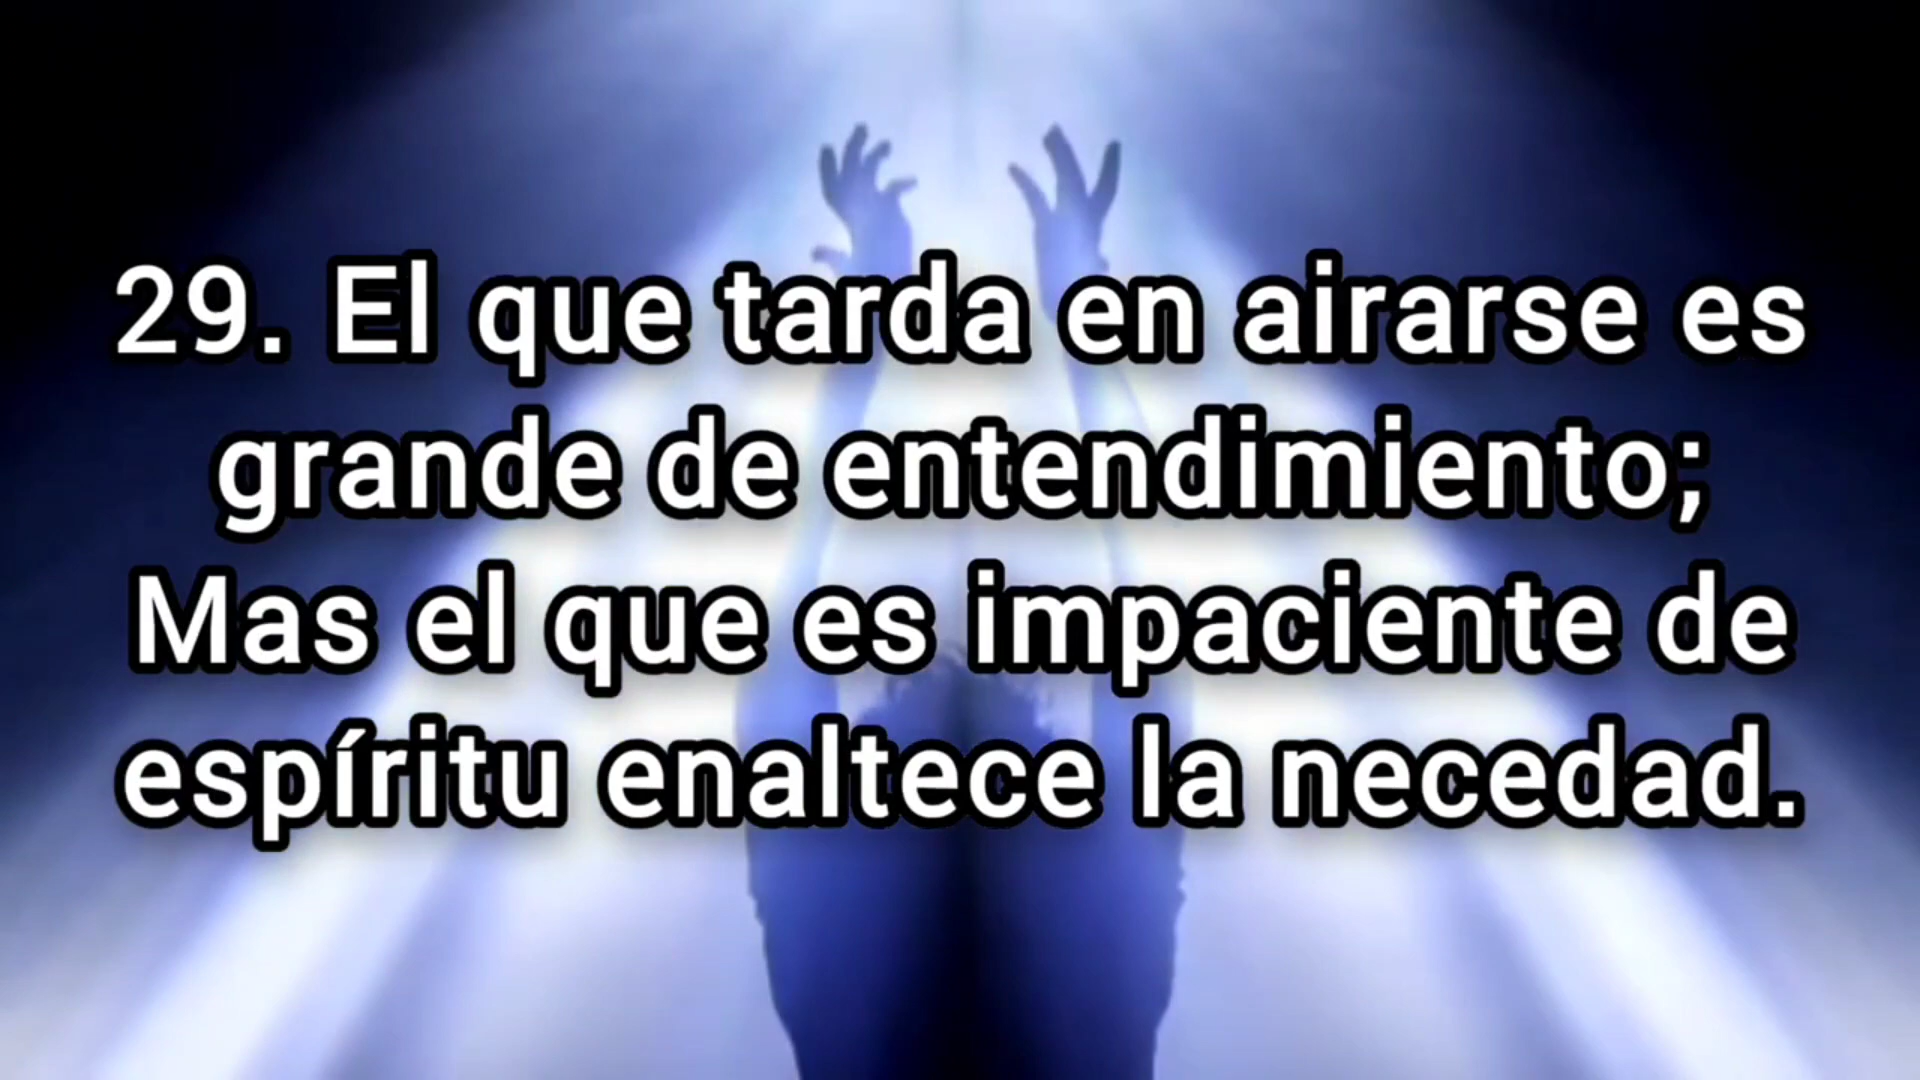 29. El que tarda en airarse es
grande de entendimiento;
Mas el que es impaciente de
espíritu enaltece la necedad.